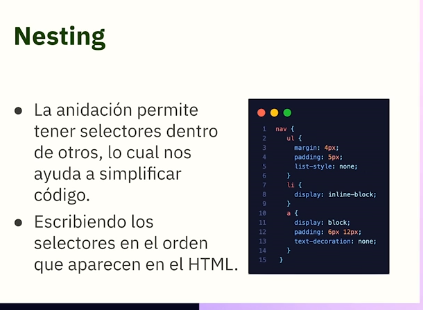 Nesting
● La anidación permite
tener selectores dentro
de otros, lo cual nos
ayuda a simplificar
código.
● Escribiendo los
selectores en el orden
que aparecen en el HTML.
1 nav {
2 ul {
3 margin: 4px;
4 padding: 5px;
5 list-style: none;
6 }
7 li {
8 display: inline-block;
9 }
10 a {
11 display: block;
12 padding: 6px 12px;
13 text-decoration: none;
14 }
15 }